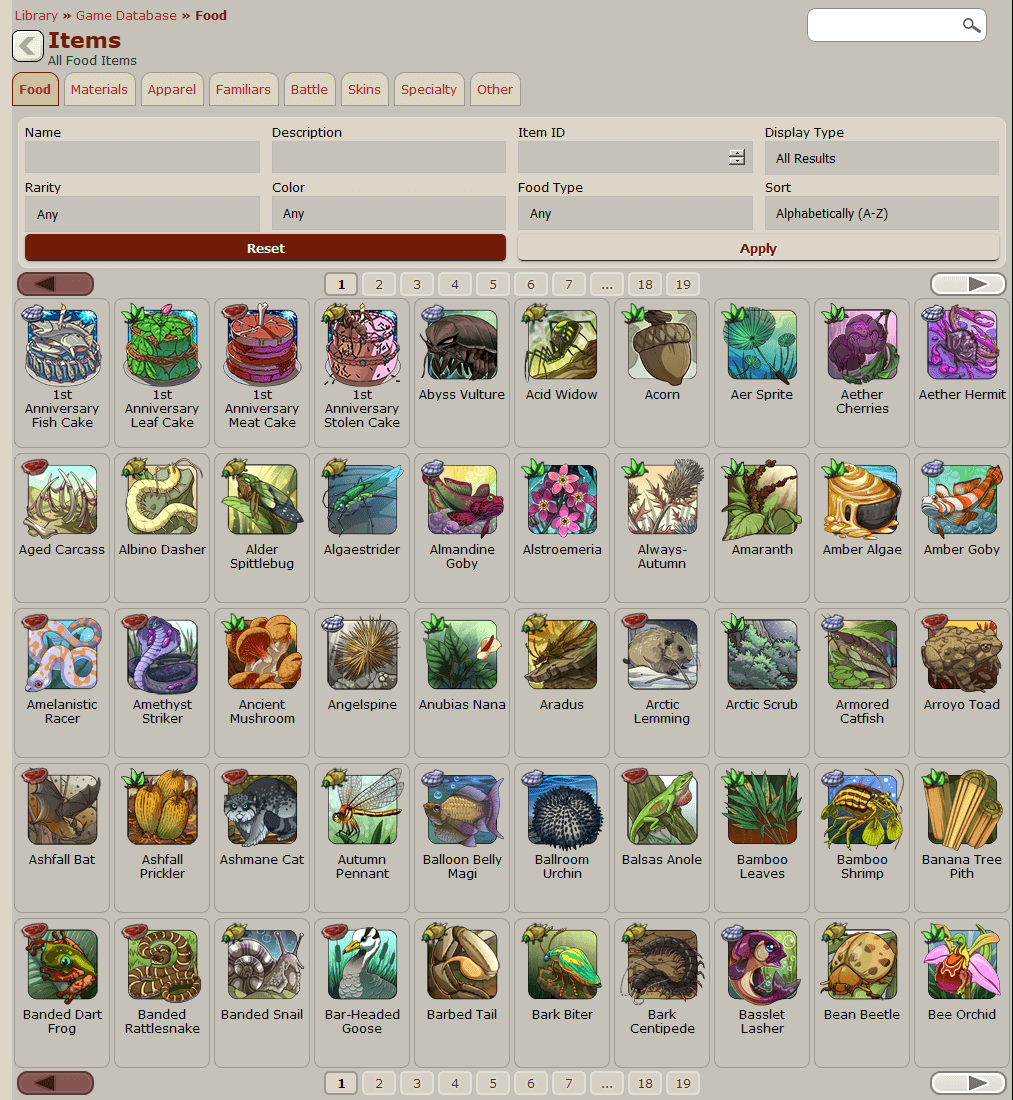 Library » Game Database » Food
Items
All Food Items
Food Materials Apparel Familiars Battle Skins Specialty Other
Name Description Item ID Display Type
All Results
Rarity Color Food Type Sort
Any Any Any Alphabetically (A-Z)
Reset Apply
1 2 3 4 5 6 7 ... 18 19
1st Anniversary Fish Cake
1st Anniversary Leaf Cake
1st Anniversary Meat Cake
1st Anniversary Stolen Cake
Abyss Vulture
Acid Widow
Acorn
Aer Sprite
Aether Cherries
Aether Hermit
Aged Carcass
Albino Dasher
Alder Spittlebug
Algaestrider
Almandine Goby
Alstroemeria
Always-Autumn
Amaranth
Amber Algae
Amber Goby
Amelanistic Racer
Amethyst Striker
Ancient Mushroom
Angelspine
Anubias Nana
Aradus
Arctic Lemming
Arctic Scrub
Armored Catfish
Arroyo Toad
Ashfall Bat
Ashfall Prickler
Ashmane Cat
Autumn Pennant
Balloon Belly Magi
Ballroom Urchin
Balsas Anole
Bamboo Leaves
Bamboo Shrimp
Banana Tree Pith
Banded Dart Frog
Banded Rattlesnake
Banded Snail
Bar-Headed Goose
Barbed Tail
Bark Biter
Bark Centipede
Basslet Lasher
Bean Beetle
Bee Orchid
1 2 3 4 5 6 7 ... 18 19